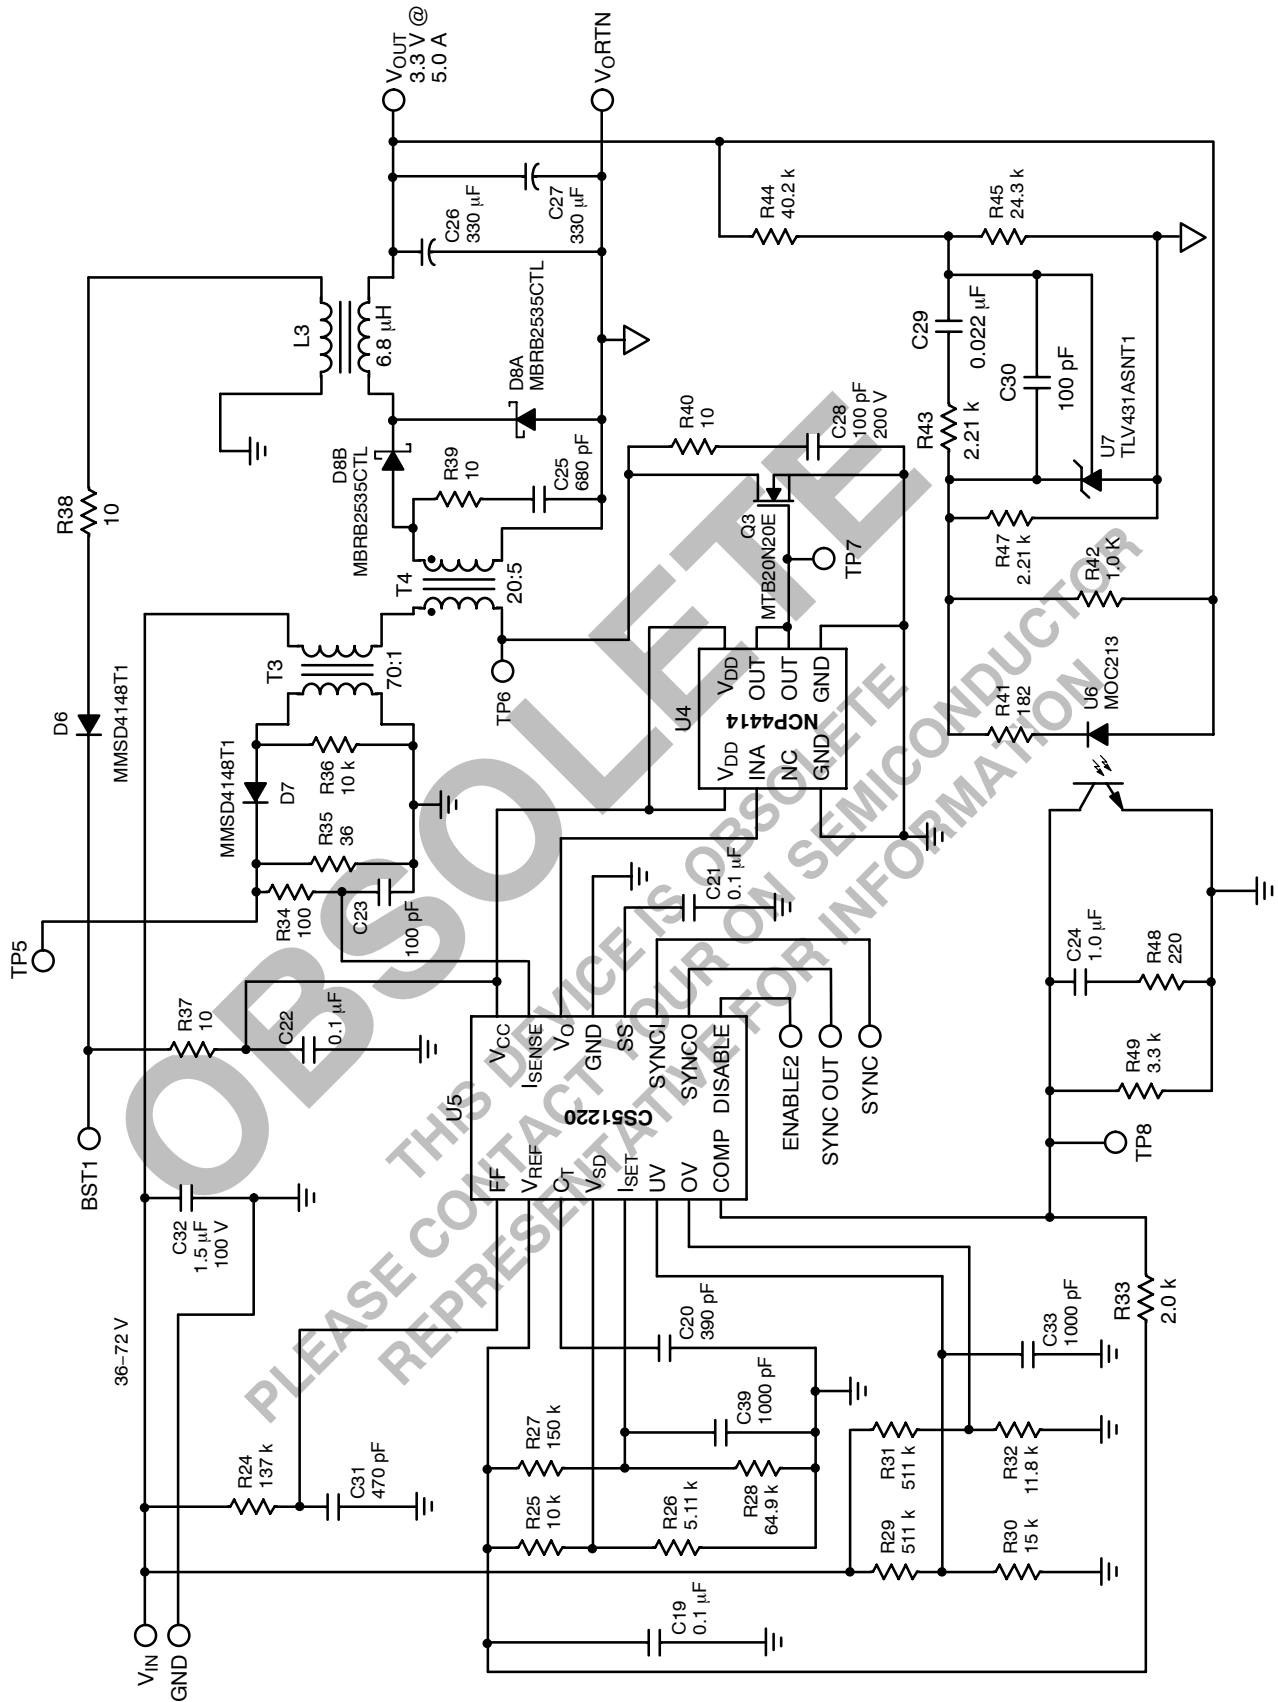 36–72 V
VIN
GND
R24
137 k
C31
470 pF
C32
1.5 µF
100 V
BST1
R37
10
C22
0.1 µF
TP5
D6
MMSD4148T1
R38
10
MMSD4148T1
D7
R34
100
R35
36
R36
10 k
C23
100 pF
T3
70:1
T4
20:5
TP6
L3
6.8 µH
D8B
MBRB2535CTL
D8A
MBRB2535CTL
R39
10
C25
680 pF
C26
330 µF
C27
330 µF
VOUT
3.3 V @
5.0 A
VORTN
C19
0.1 µF
R25
10 k
R27
150 k
R26
5.11 k
R28
64.9 k
C39
1000 pF
C20
390 pF
U5
CS51220
FF
VREF
CT
VSD
ISET
UV
OV
COMP
VCC
ISENSE
VO
GND
SS
SYNCI
SYNCO
DISABLE
C21
0.1 µF
ENABLE2
SYNC OUT
SYNC
U4
NCP4414
VDD
INA
NC
GND
VDD
OUT
OUT
GND
Q3
MTB20N20E
TP7
R40
10
C28
100 pF
200 V
R29
511 k
R30
15 k
R31
511 k
R32
11.8 k
C33
1000 pF
R33
2.0 k
TP8
R49
3.3 k
C24
1.0 µF
R48
220
U6
MOC213
R41
182
R42
1.0 K
R47
2.21 k
R43
2.21 k
C29
0.022 µF
C30
100 pF
U7
TLV431ASNT1
R44
40.2 k
R45
24.3 k
OBSOLETE
THIS DEVICE IS OBSOLETE
PLEASE CONTACT YOUR ON SEMICONDUCTOR
REPRESENTATIVE FOR INFORMATION